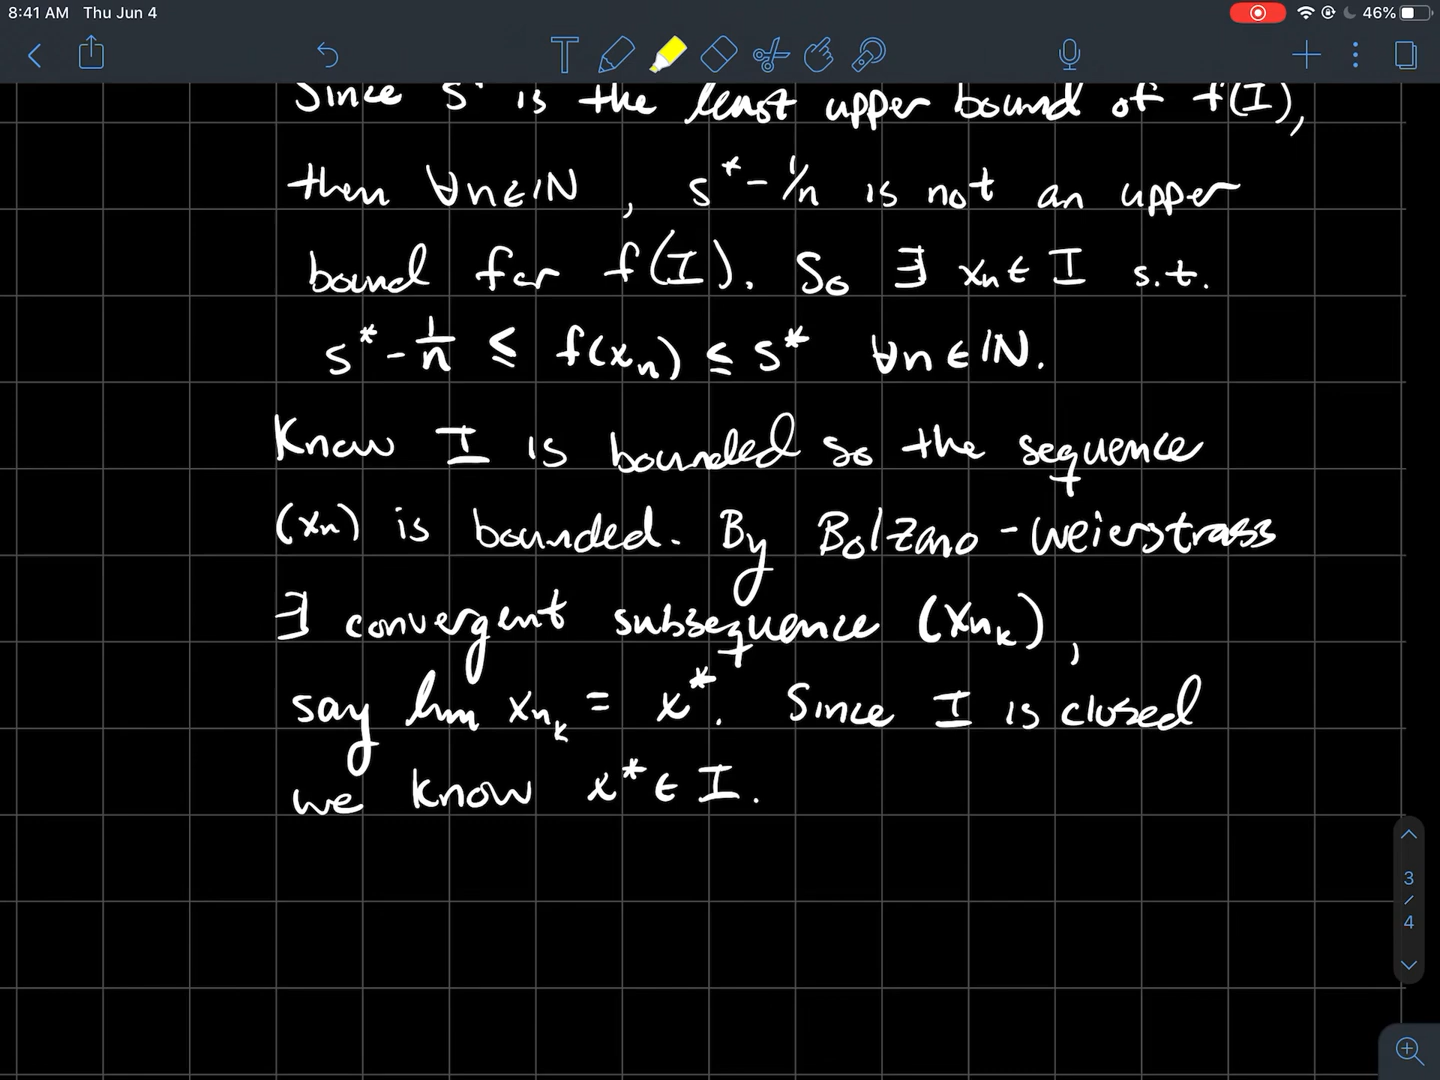 8:41 AM Thu Jun 4 46%
T
Since s* is the least upper bound of f(I),
then ∀n∈ℕ, s* - 1/n is not an upper
bound for f(I). So ∃ xₙ ∈ I s.t.
s* - 1/n ≤ f(xₙ) ≤ s* ∀n∈ℕ.
Know I is bounded so the sequence
(xₙ) is bounded. By Bolzano-Weierstrass
∃ convergent subsequence (xₙₖ),
say lim xₙₖ = x*. Since I is closed
we know x* ∈ I.
3
/
4